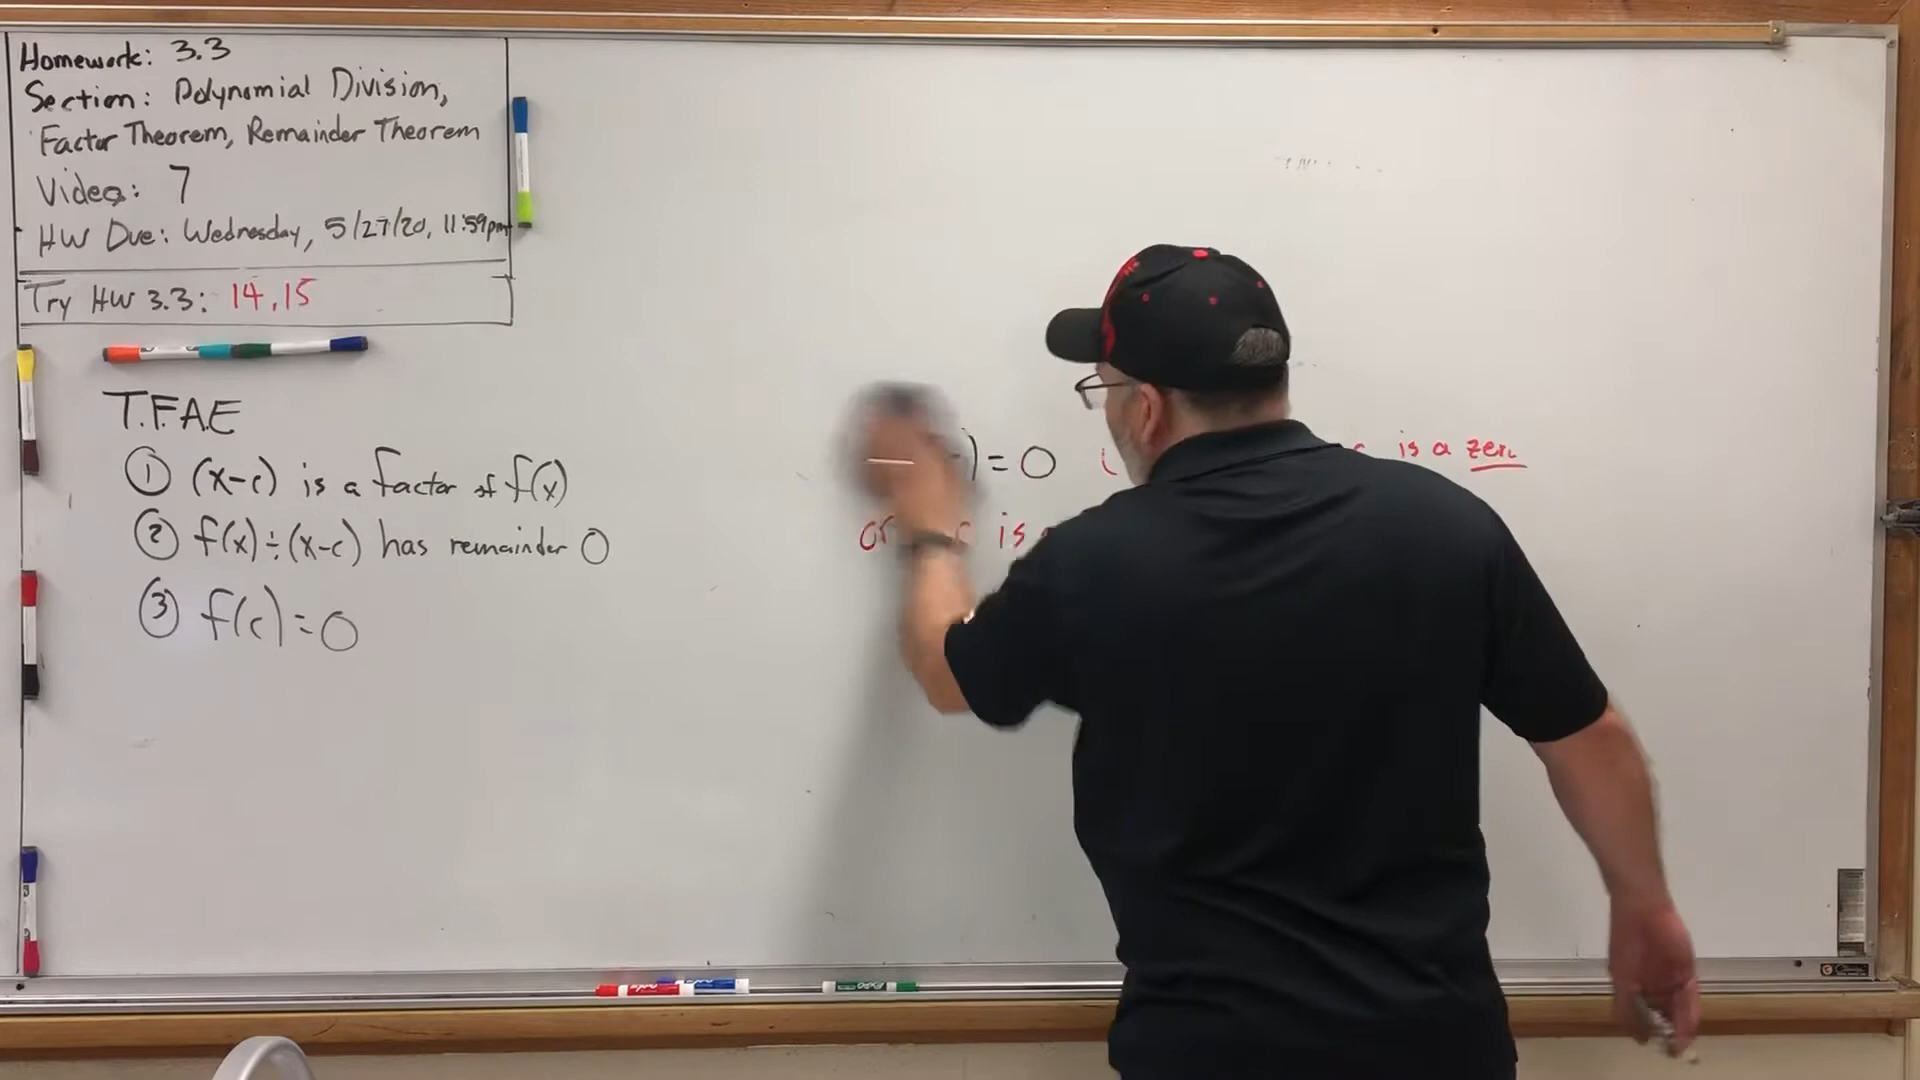 Homework: 3.3
Section: Polynomial Division,
Factor Theorem, Remainder Theorem
Video: 7
HW Due: Wednesday, 5/27/20, 11:59pm
Try HW 3.3: 14,15
T.F.A.E
① (x-c) is a factor of f(x)
② f(x)÷(x-c) has remainder 0
③ f(c)=0
)=0 is a zero
or c is